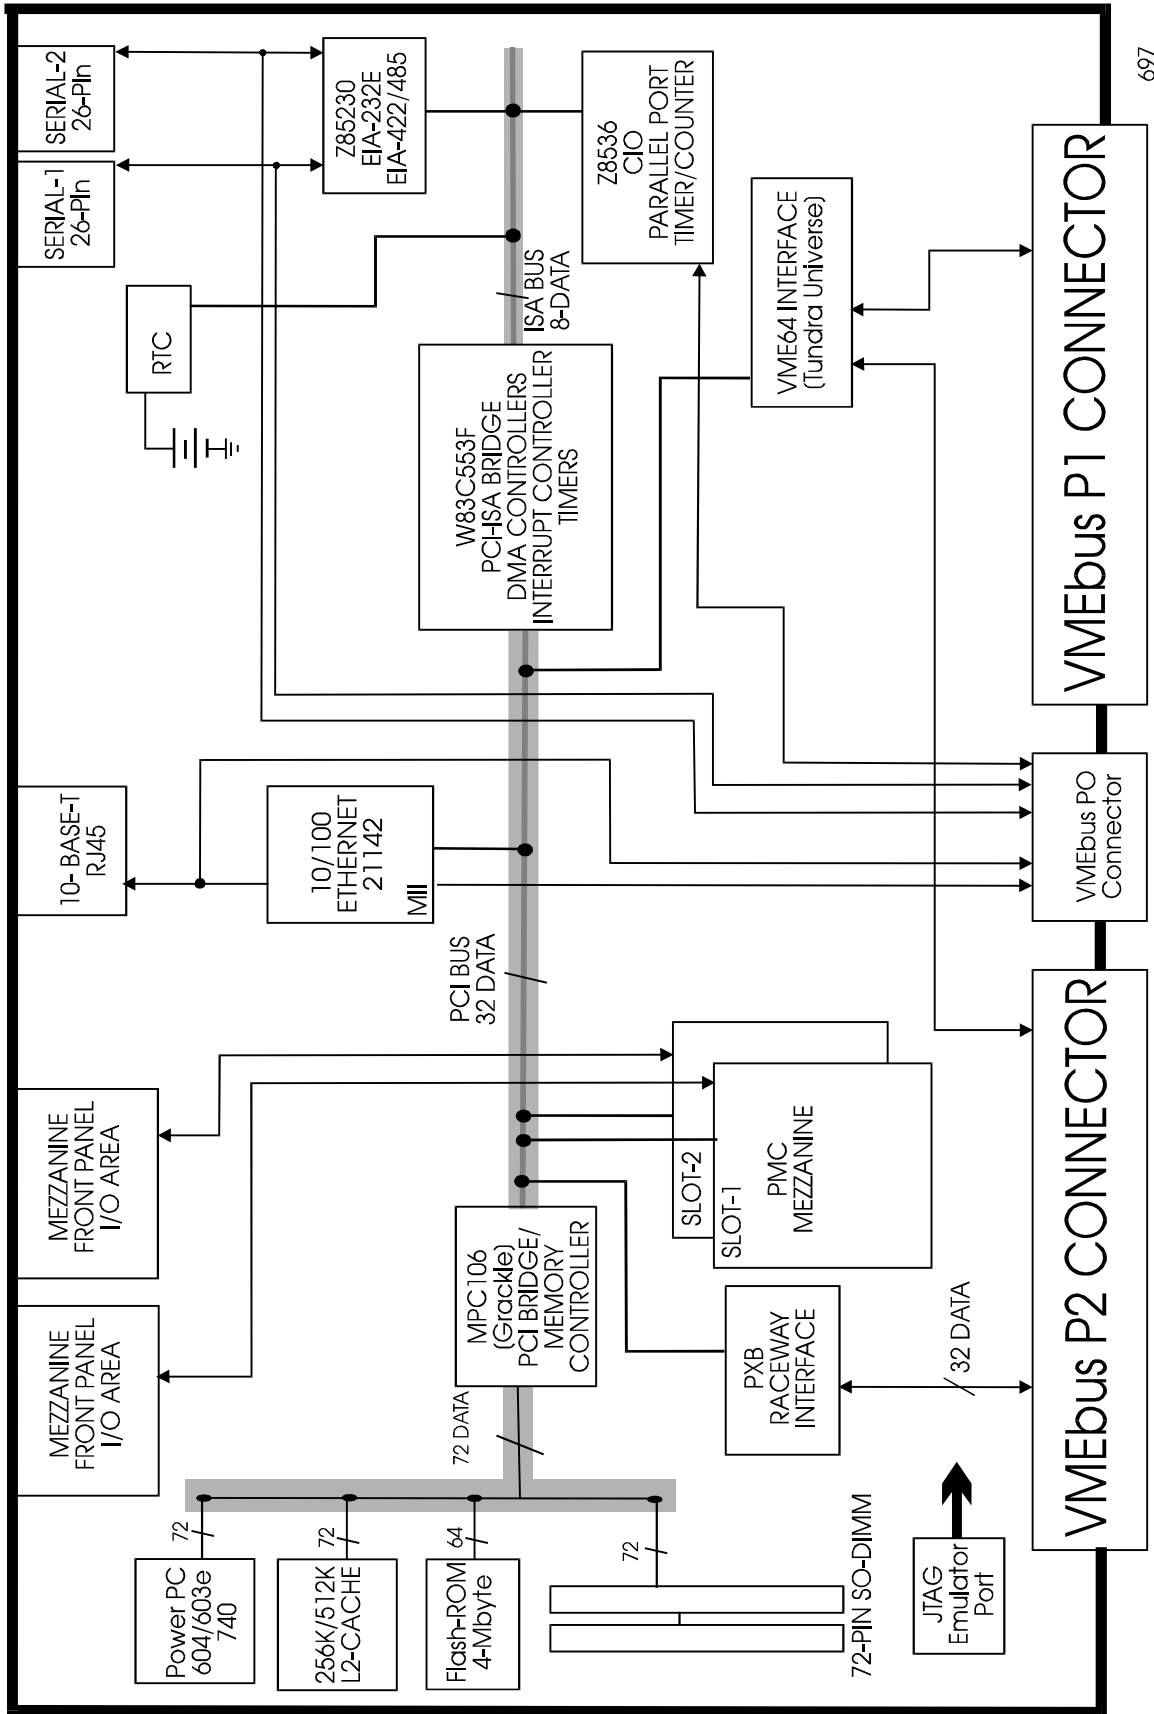 Power PC
604/603e
740
72
256K/512K
L2-CACHE
72
Flash-ROM
4-Mbyte
64
72
72-PIN SO-DIMM
JTAG
Emulator
Port
72 DATA
MEZZANINE
FRONT PANEL
I/O AREA
MEZZANINE
FRONT PANEL
I/O AREA
MPC106
(Grackle)
PCI BRIDGE/
MEMORY
CONTROLLER
PXB
RACEWAY
INTERFACE
32 DATA
SLOT-2
SLOT-1
PMC
MEZZANINE
VMEbus P2 CONNECTOR
PCI BUS
32 DATA
10- BASE-T
RJ45
10/100
ETHERNET
21142
MII
VMEbus PO
Connector
W83C553F
PCI-ISA BRIDGE
DMA CONTROLLERS
INTERRUPT CONTROLLER
TIMERS
RTC
ISA BUS
8-DATA
SERIAL-1
26-Pin
SERIAL-2
26-Pin
Z85230
EIA-232E
EIA-422/485
Z8536
CIO
PARALLEL PORT
TIMER/COUNTER
VME64 INTERFACE
(Tundra Universe)
VMEbus P1 CONNECTOR
697